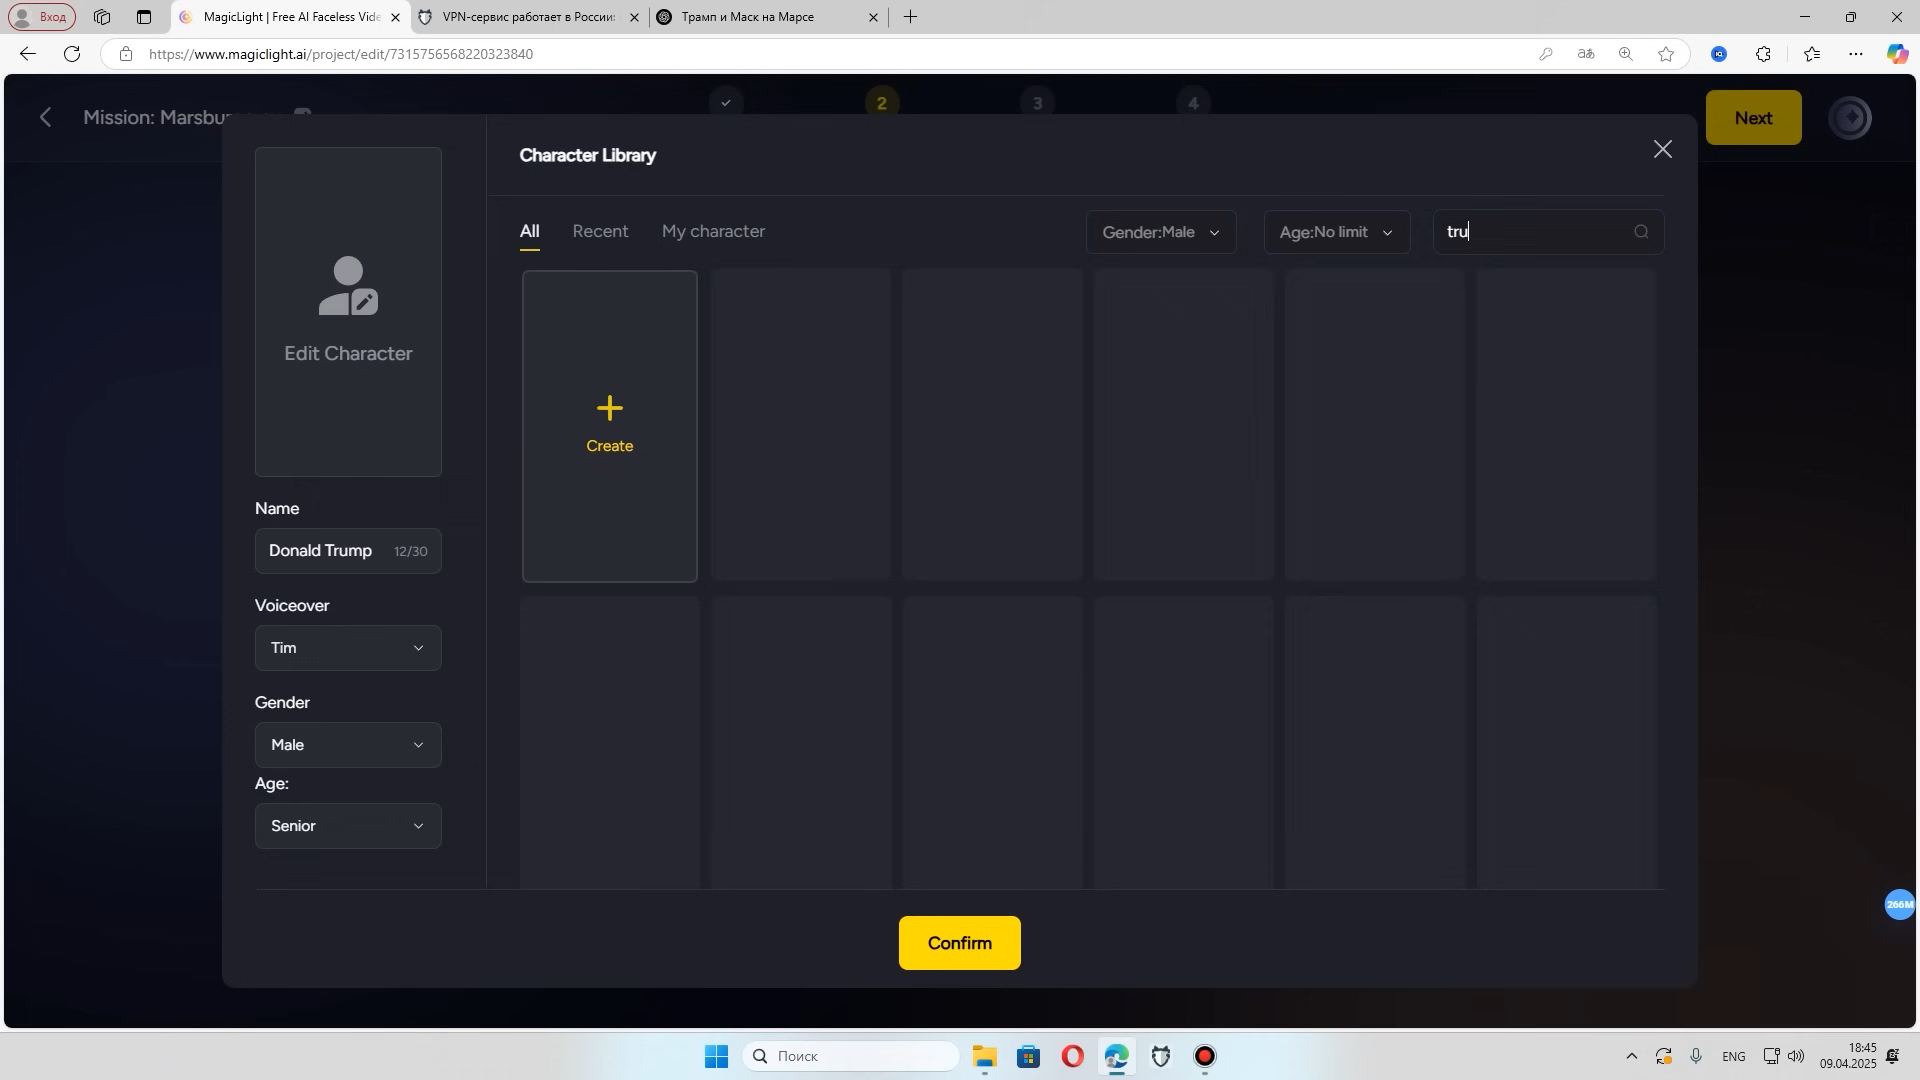 Вход
MagicLight | Free AI Faceless Vide
VPN-сервис работает в России:
Трамп и Маск на Марсе
https://www.magiclight.ai/project/edit/7315756568220323840
Mission: Marsbu
2
3
4
Next
Character Library
All
Recent
My character
Gender:Male
Age:No limit
tru
Edit Character
Create
Name
Donald Trump
12/30
Voiceover
Tim
Gender
Male
Age:
Senior
Confirm
266M
Поиск
ENG
18:45
09.04.2025